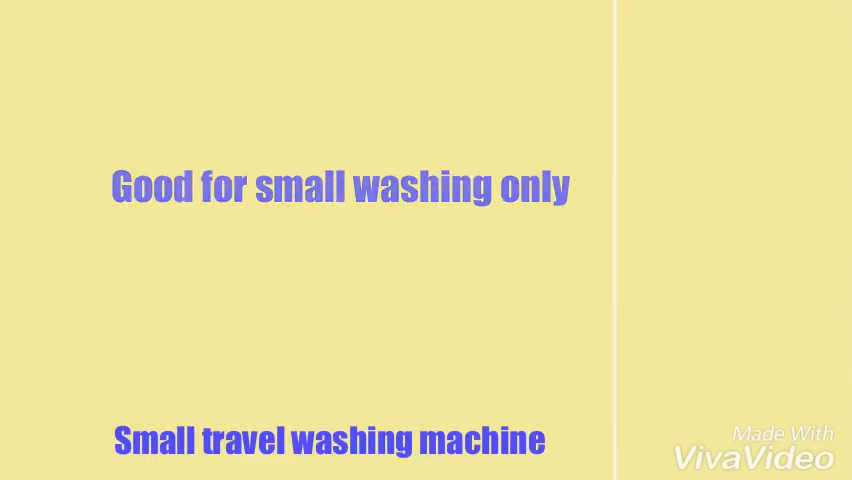 Good for small washing only
Small travel washing machine
Made With
VivaVideo